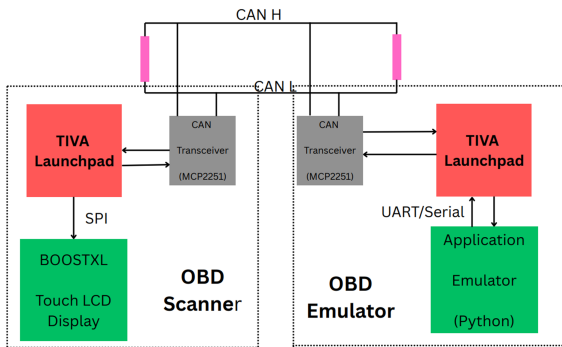 CAN H
CAN L
TIVA
Launchpad
CAN
Transceiver
(MCP2251)
SPI
BOOSTXL
Touch LCD
Display
OBD
Scanner
CAN
Transceiver
(MCP2251)
TIVA
Launchpad
UART/Serial
Application
Emulator
(Python)
OBD
Emulator